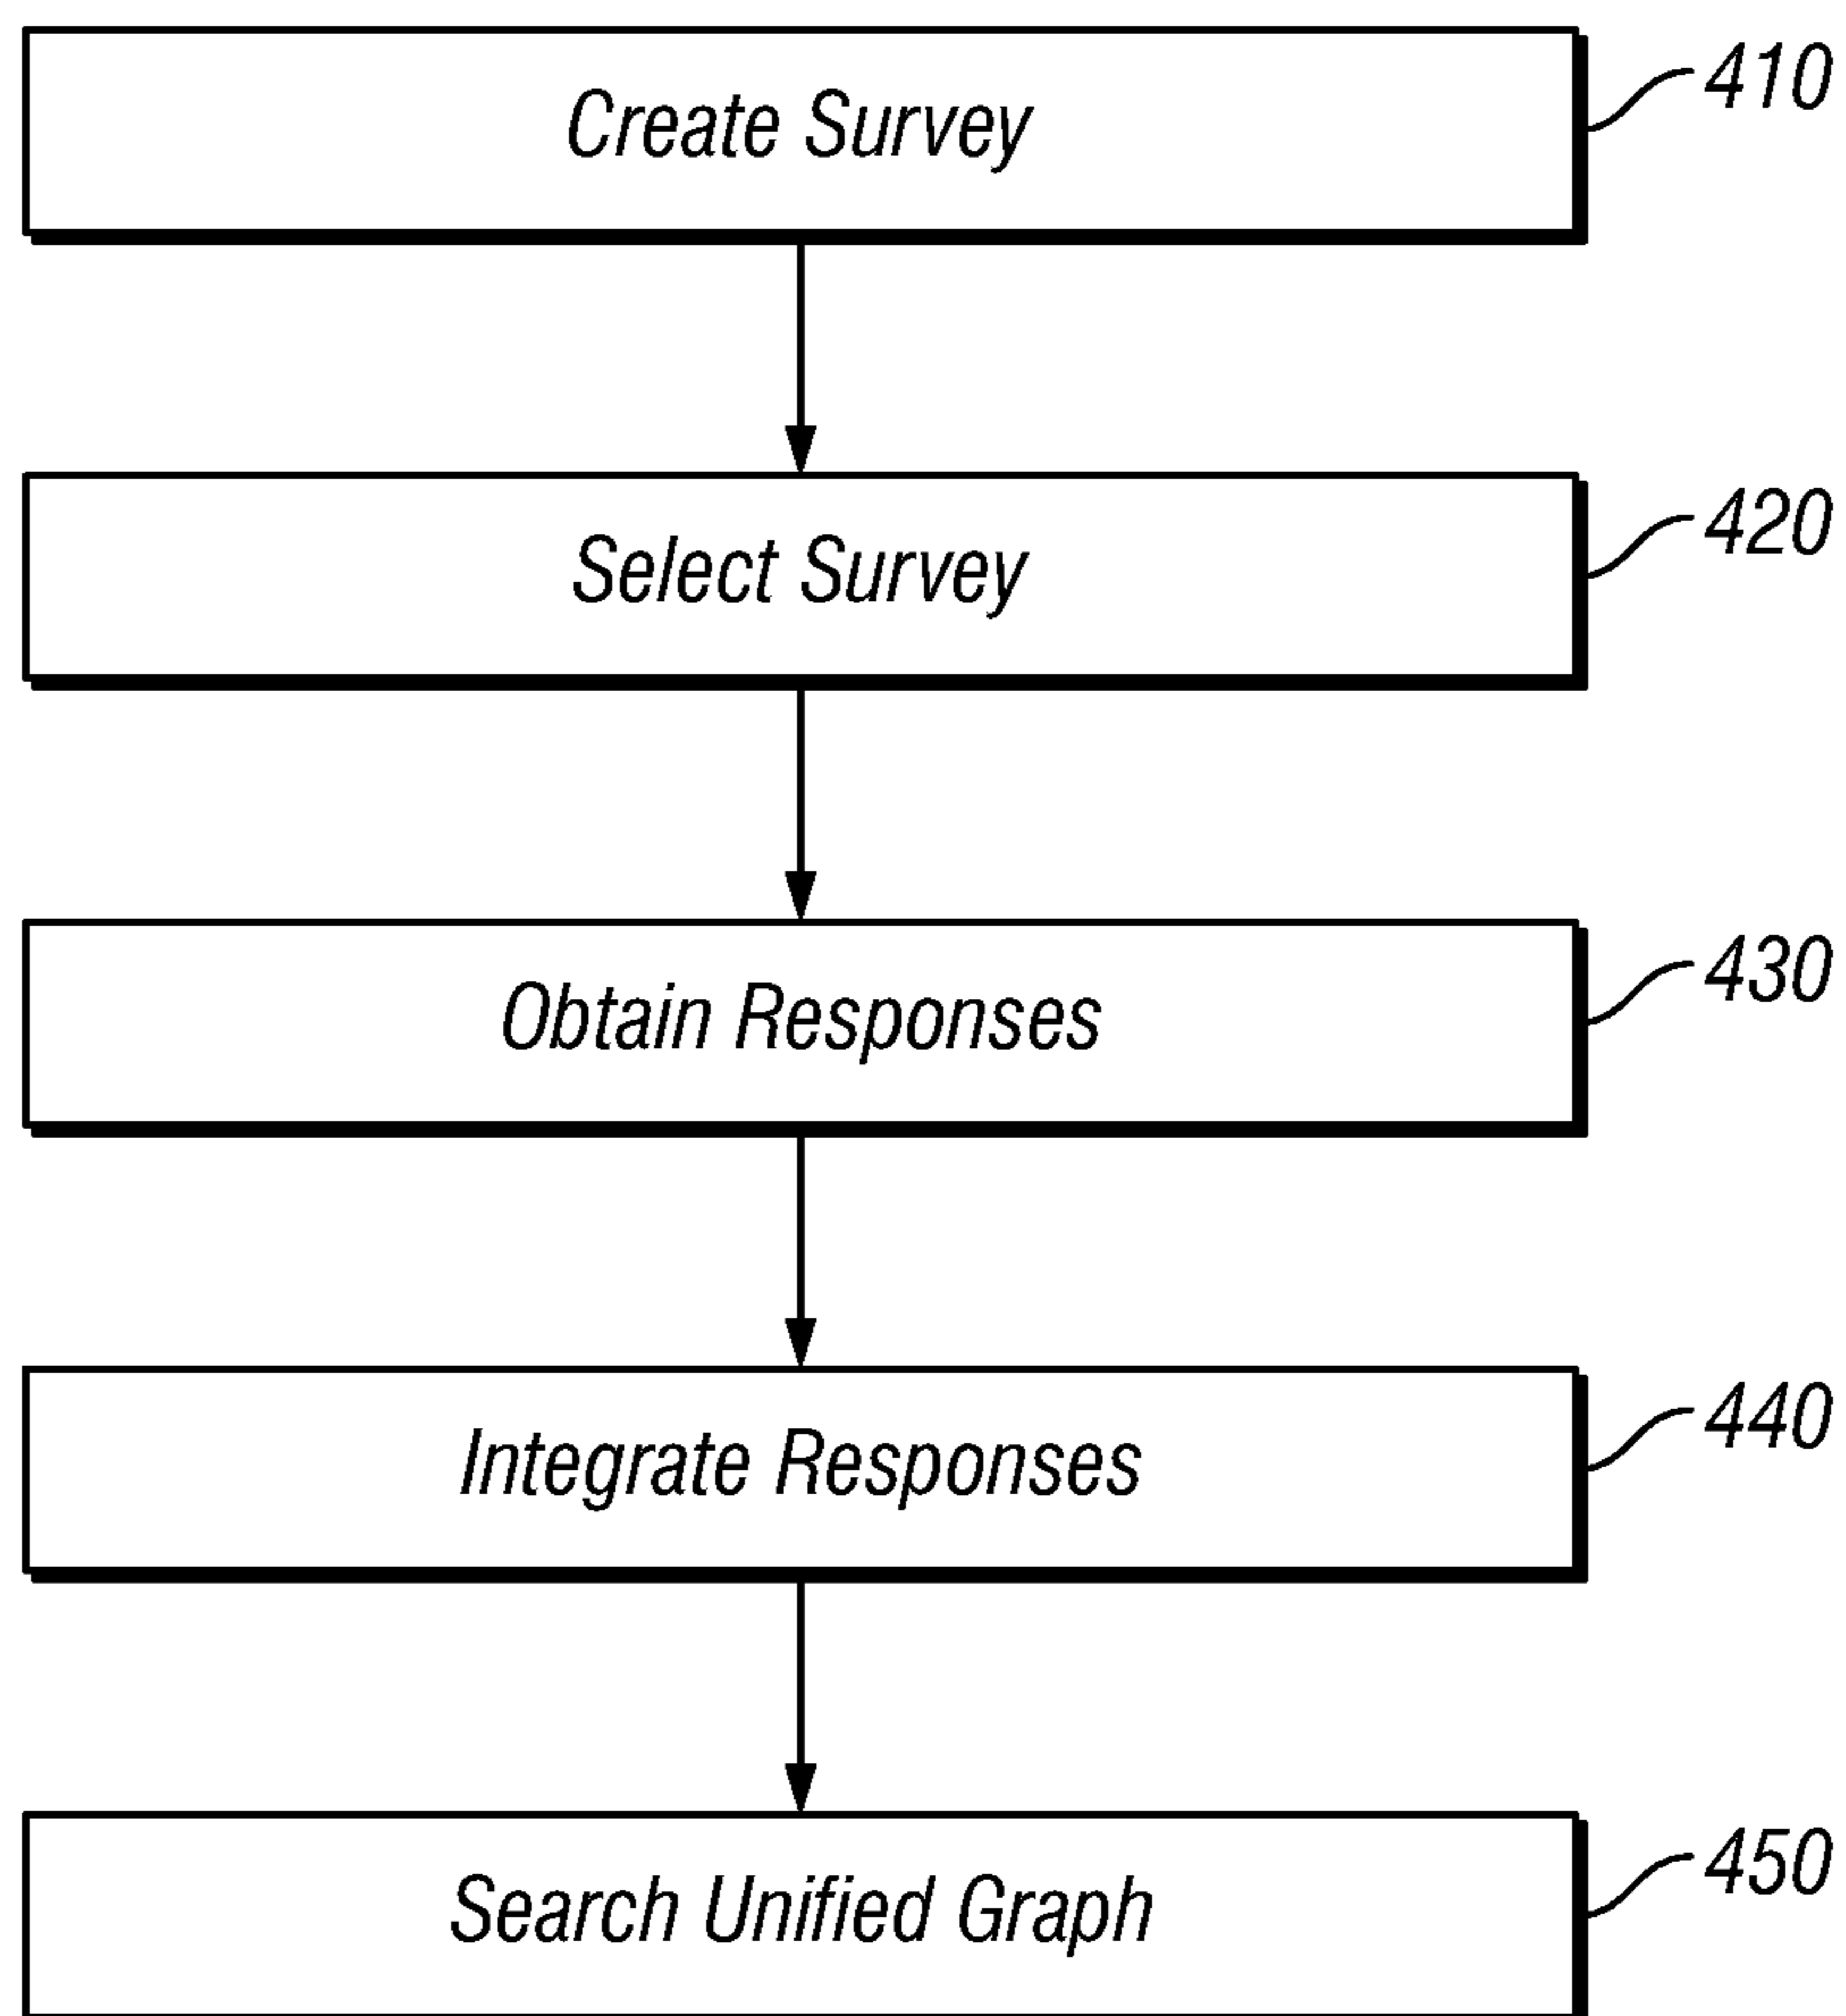 Create Survey
410
Select Survey
420
Obtain Responses
430
Integrate Responses
440
Search Unified Graph
450